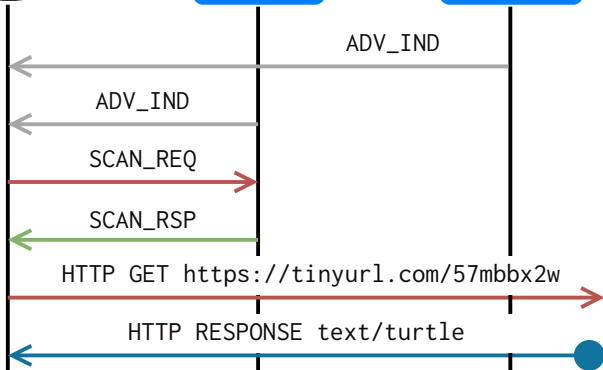 ADV_IND
ADV_IND
SCAN_REQ
SCAN_RSP
HTTP GET https://tinyurl.com/57mbbx2w
HTTP RESPONSE text/turtle